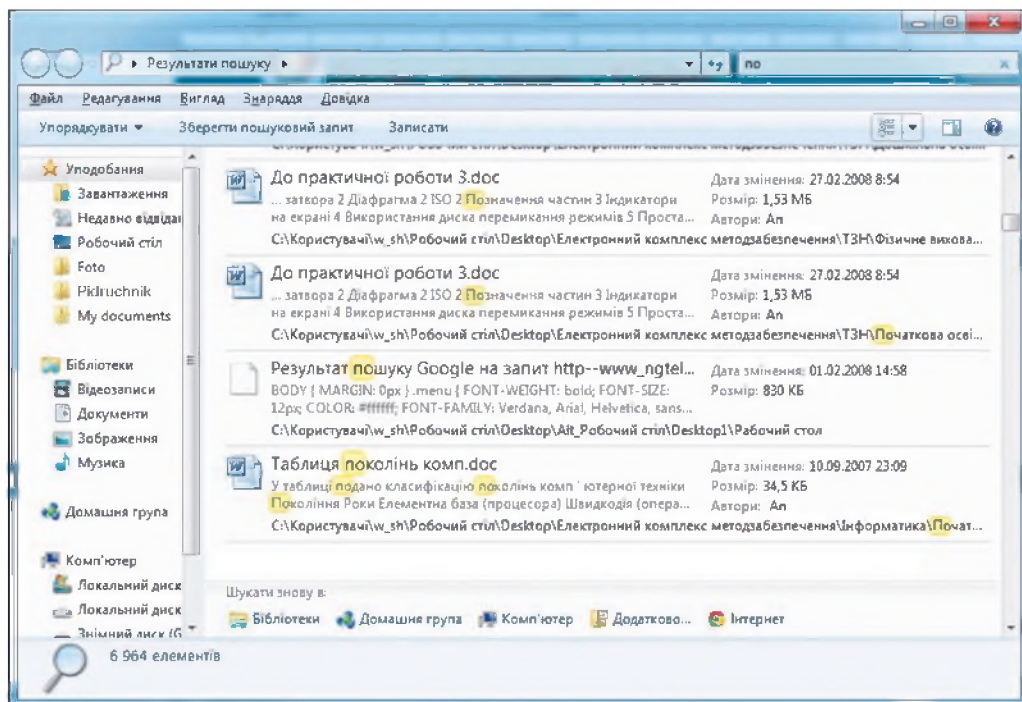 Результати пошуку
по
Файл Редагування Вигляд Знаряддя Довідка
Упорядкувати Зберегти пошуковий запит Записати
Уподобання
Завантаження
Недавно відвідан
Робочий стіл
Foto
Pidruchnik
My documents
Бібліотеки
Відеозаписи
Документи
Зображення
Музика
Домашня група
Комп'ютер
Локальний диск
Локальний диск
Знімний диск (G
До практичної роботи 3.doc
Дата змінення: 27.02.2008 8:54
... затвора 2 Діафрагма 2 ISO 2 Позначення частин 3 Індикатори
Розмір: 1,53 МБ
на екрані 4 Використання диска перемикання режимів 5 Проста...
Автори: An
C:\Користувачі\w_sh\Робочий стіл\Desktop\Електронний комплекс методзабезпечення\ТЗН\Фізичне вихова...
До практичної роботи 3.doc
Дата змінення: 27.02.2008 8:54
... затвора 2 Діафрагма 2 ISO 2 Позначення частин 3 Індикатори
Розмір: 1,53 МБ
на екрані 4 Використання диска перемикання режимів 5 Проста...
Автори: An
C:\Користувачі\w_sh\Робочий стіл\Desktop\Електронний комплекс методзабезпечення\ТЗН\Початкова осві...
Результат пошуку Google на запит http--www_ngtel...
Дата змінення: 01.02.2008 14:58
BODY { MARGIN: 0px } .menu { FONT-WEIGHT: bold; FONT-SIZE:
Розмір: 830 КБ
12px; COLOR: #ffffff; FONT-FAMILY: Verdana, Arial, Helvetica, sans...
C:\Користувачі\w_sh\Робочий стіл\Desktop\Alt_Робочий стіл\Desktop1\Рабочий стол
Таблиця поколінь комп.doc
Дата змінення: 10.09.2007 23:09
У таблиці подано класифікацію поколінь комп ' ютерної техніки
Розмір: 34,5 КБ
Покоління Роки Елементна база (процесора) Швидкодія (опера...
Автори: An
C:\Користувачі\w_sh\Робочий стіл\Desktop\Електронний комплекс методзабезпечення\Інформатика\Почат...
Шукати знову в:
Бібліотеки Домашня група Комп'ютер Додатково... Інтернет
6 964 елементів